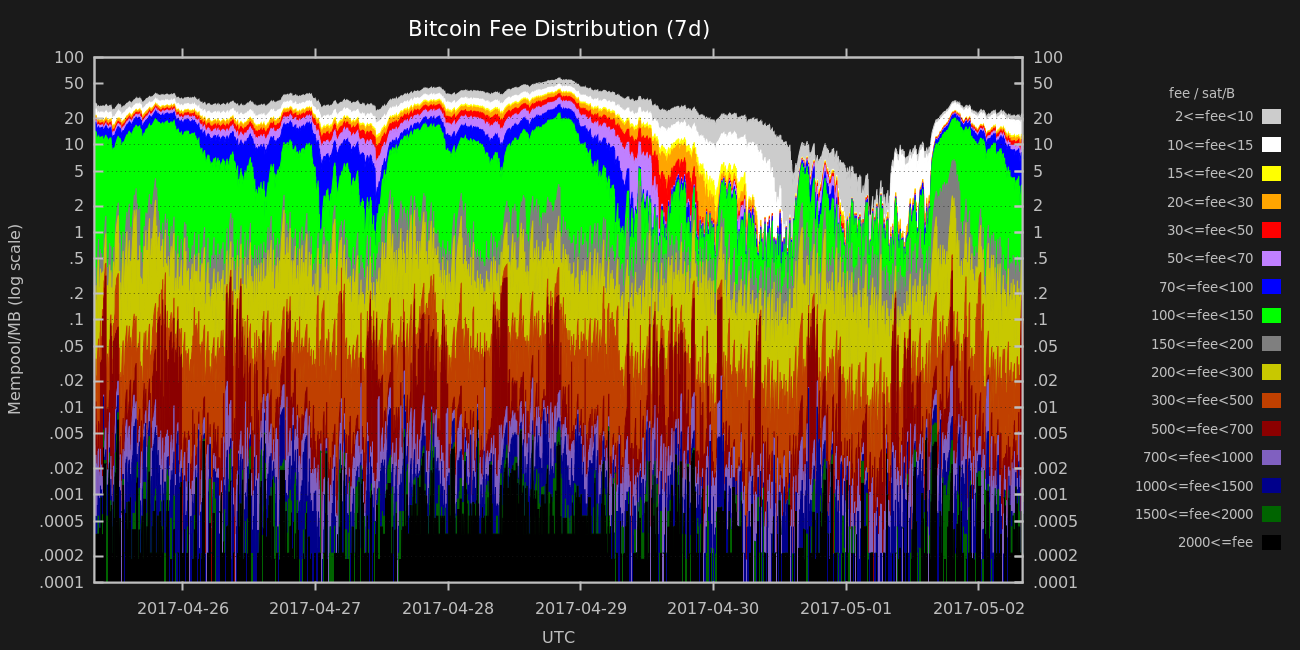 Bitcoin Fee Distribution (7d)
Mempool/MB (log scale)
100
50
20
10
5
2
1
.5
.2
.1
.05
.02
.01
.005
.002
.001
.0005
.0002
.0001
100
50
20
10
5
2
1
.5
.2
.1
.05
.02
.01
.005
.002
.001
.0005
.0002
.0001
2017-04-26 2017-04-27 2017-04-28 2017-04-29 2017-04-30 2017-05-01 2017-05-02
UTC
fee / sat/B
2<=fee<10
10<=fee<15
15<=fee<20
20<=fee<30
30<=fee<50
50<=fee<70
70<=fee<100
100<=fee<150
150<=fee<200
200<=fee<300
300<=fee<500
500<=fee<700
700<=fee<1000
1000<=fee<1500
1500<=fee<2000
2000<=fee